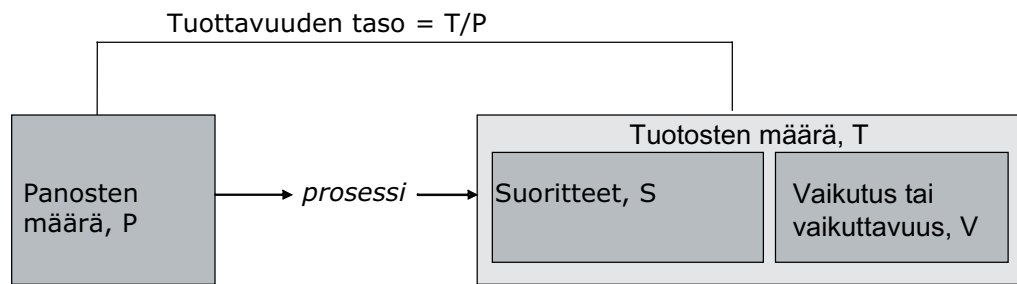 Tuottavuuden taso = T/P
Tuotosten määrä, T
Panosten
määrä, P
prosessi
Suoritteet, S
Vaikutus tai
vaikuttavuus, V